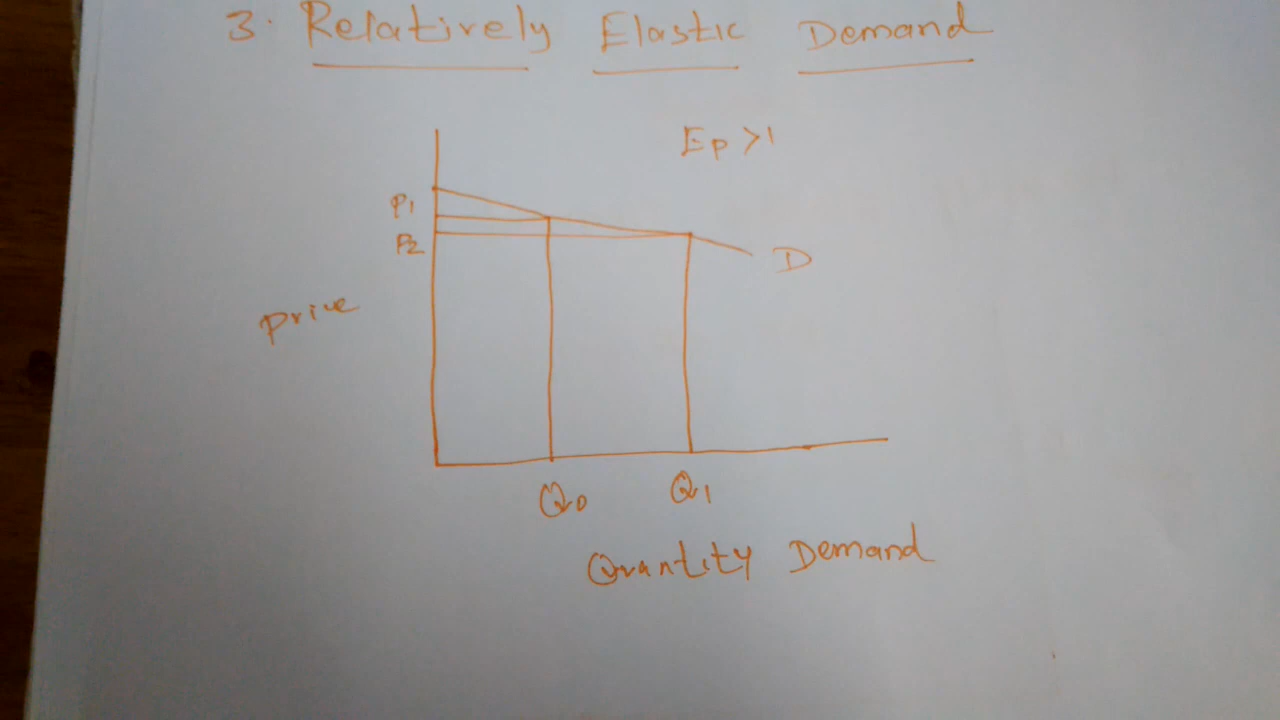 3. Relatively Elastic Demand
Ep >1
P1
P2
D
price
Q0 Q1
Quantity Demand